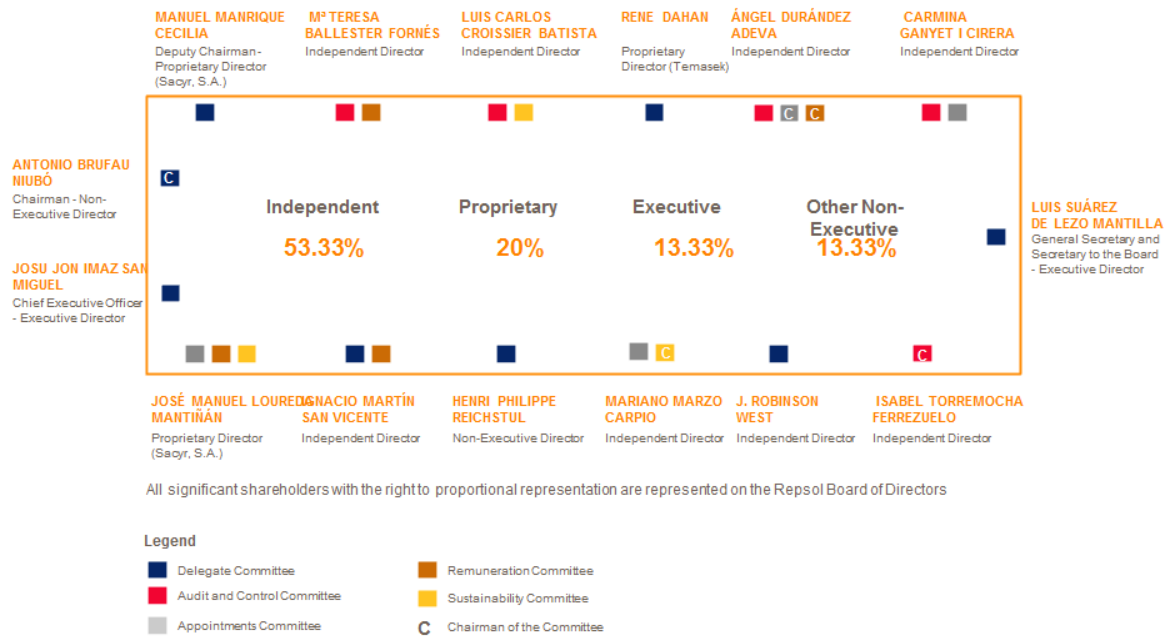 MANUEL MANRIQUE
CECILIA
Deputy Chairman-
Proprietary Director
(Sacyr, S.A.)
Mª TERESA
BALLESTER FORNÉS
Independent Director
LUIS CARLOS
CROISSIER BATISTA
Independent Director
RENE DAHAN
Proprietary
Director (Temasek)
ÁNGEL DURÁNDEZ
ADEVA
Independent Director
CARMINA
GANYET I CIRERA
Independent Director
C C
ANTONIO BRUFAU
NIUBÓ
Chairman - Non-
Executive Director
C
Independent
53.33%
Proprietary
20%
Executive
13.33%
Other Non-
Executive
13.33%
LUIS SUÁREZ
DE LEZO MANTILLA
General Secretary and
Secretary to the Board
- Executive Director
JOSU JON IMAZ SAN
MIGUEL
Chief Executive Officer
- Executive Director
C
C
JOSÉ MANUEL LOUREDA
MANTIÑÁN
Proprietary Director
(Sacyr, S.A.)
IGNACIO MARTÍN
SAN VICENTE
Independent Director
HENRI PHILIPPE
REICHSTUL
Non-Executive Director
MARIANO MARZO
CARPIO
Independent Director
J. ROBINSON
WEST
Independent Director
ISABEL TORREMOCHA
FERREZUELO
Independent Director
All significant shareholders with the right to proportional representation are represented on the Repsol Board of Directors
Legend
Delegate Committee
Audit and Control Committee
Appointments Committee
Remuneration Committee
Sustainability Committee
C Chairman of the Committee